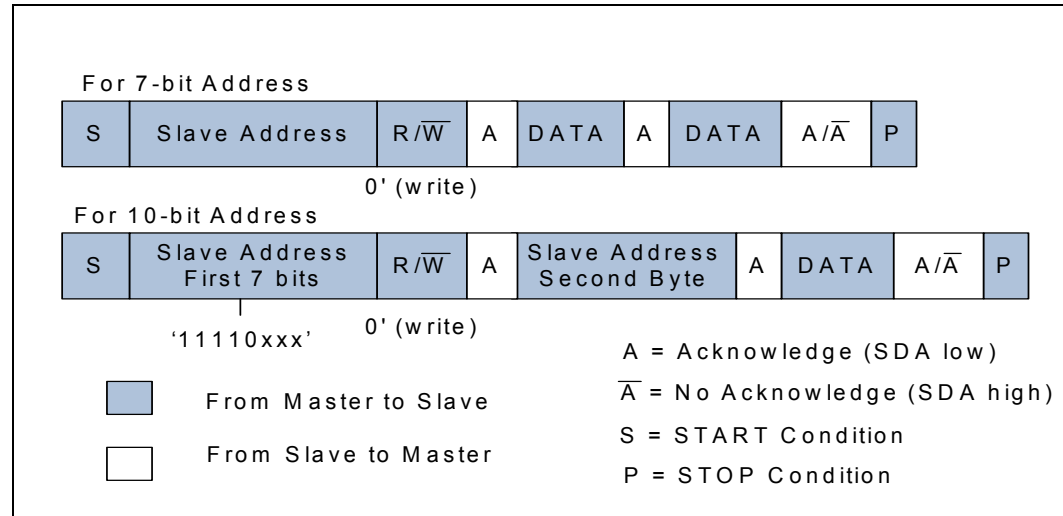 For 7-bit Address
S Slave Address R/W̅ A DATA A DATA A/A̅ P
0' (write)
For 10-bit Address
S Slave Address First 7 bits R/W̅ A Slave Address Second Byte A DATA A/A̅ P
‘11110xxx’ 0' (write)
From Master to Slave
From Slave to Master
A = Acknowledge (SDA low)
A̅ = No Acknowledge (SDA high)
S = START Condition
P = STOP Condition